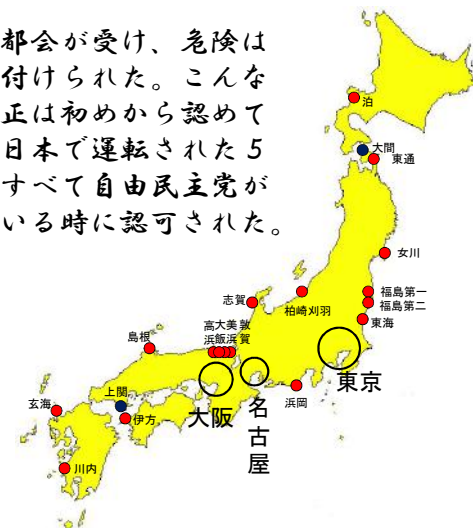 都会が受け、危険は
付けられた。こんな
正は初めから認めて
日本で運転された5
すべて自由民主党が
いる時に認可された。
泊
大間
東通
女川
志賀
柏崎刈羽
福島第一
福島第二
東海
高浜
大飯
美浜
敦賀
島根
東京
上関
玄海
伊方
大阪
名古屋
浜岡
川内